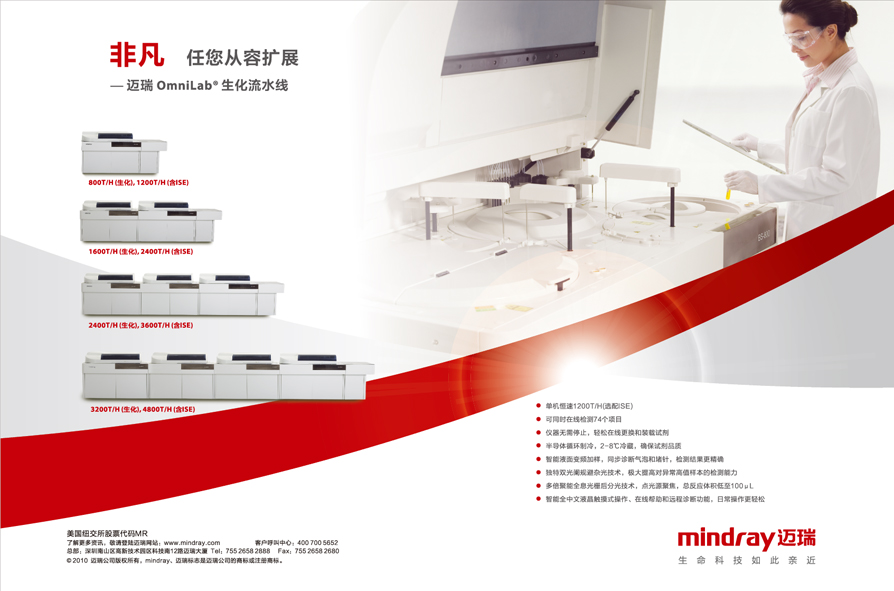 非凡 任您从容扩展
— 迈瑞 OmniLab® 生化流水线
800T/H (生化), 1200T/H (含ISE)
1600T/H (生化), 2400T/H (含ISE)
2400T/H (生化), 3600T/H (含ISE)
3200T/H (生化), 4800T/H (含ISE)
单机恒速1200T/H(选配ISE)
可同时在线检测74个项目
仪器无需停止，轻松在线更换和装载试剂
半导体循环制冷，2-8℃冷藏，确保试剂品质
智能液面变频加样，同步诊断气泡和堵针，检测结果更精确
独特双光阑规避杂光技术，极大提高对异常高值样本的检测能力
多倍聚能全息光栅后分光技术，点光源聚焦，总反应体积低至100μL
智能全中文液晶触摸式操作、在线帮助和远程诊断功能，日常操作更轻松
美国纽交所股票代码MR
了解更多资讯，敬请登陆迈瑞网站：www.mindray.com 客户呼叫中心：400 700 5652
总部：深圳南山区高新技术园区科技南12路迈瑞大厦 Tel：755 2658 2888 Fax：755 2658 2680
© 2010 迈瑞公司版权所有，mindray、迈瑞标志是迈瑞公司的商标或注册商标。
mindray迈瑞
生命科技如此亲近